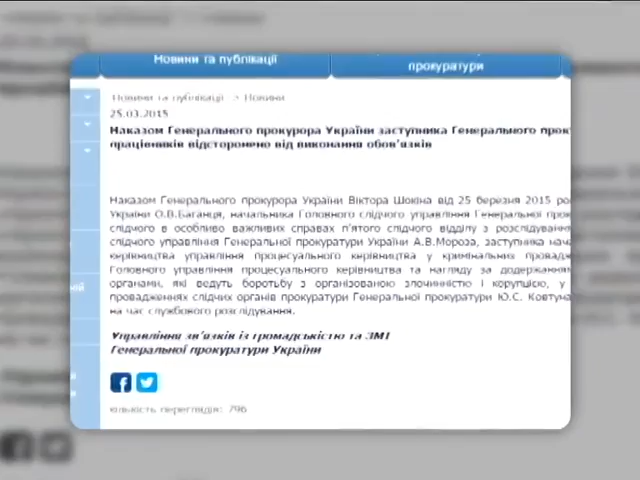 Новини та публікації
прокуратури
Новини та публікації > Новини
25.03.2015
Наказом Генерального прокурора України заступника Генерального прок
працівників відсторонено від виконання обов'язків
Наказом Генерального прокурора України Віктора Шокіна від 25 березня 2015 ро
України О.В.Баганця, начальника Головного слідчого управління Генеральної прок
слідчого в особливо важливих справах п'ятого слідчого відділу з розслідування
слідчого управління Генеральної прокуратури України А.В.Мороза, заступника нача
керівництва управління процесуального керівництва у кримінальних провадж
Головного управління процесуального керівництва та нагляду за додержанням
органами, які ведуть боротьбу з організованою злочинністю і корупцією, у
провадженнях слідчих органів прокуратури Генеральної прокуратури Ю.С. Ковтуна
на час службового розслідування.
Управління зв'язків із громадськістю та ЗМІ
Генеральної прокуратури України
кількість переглядів: 796